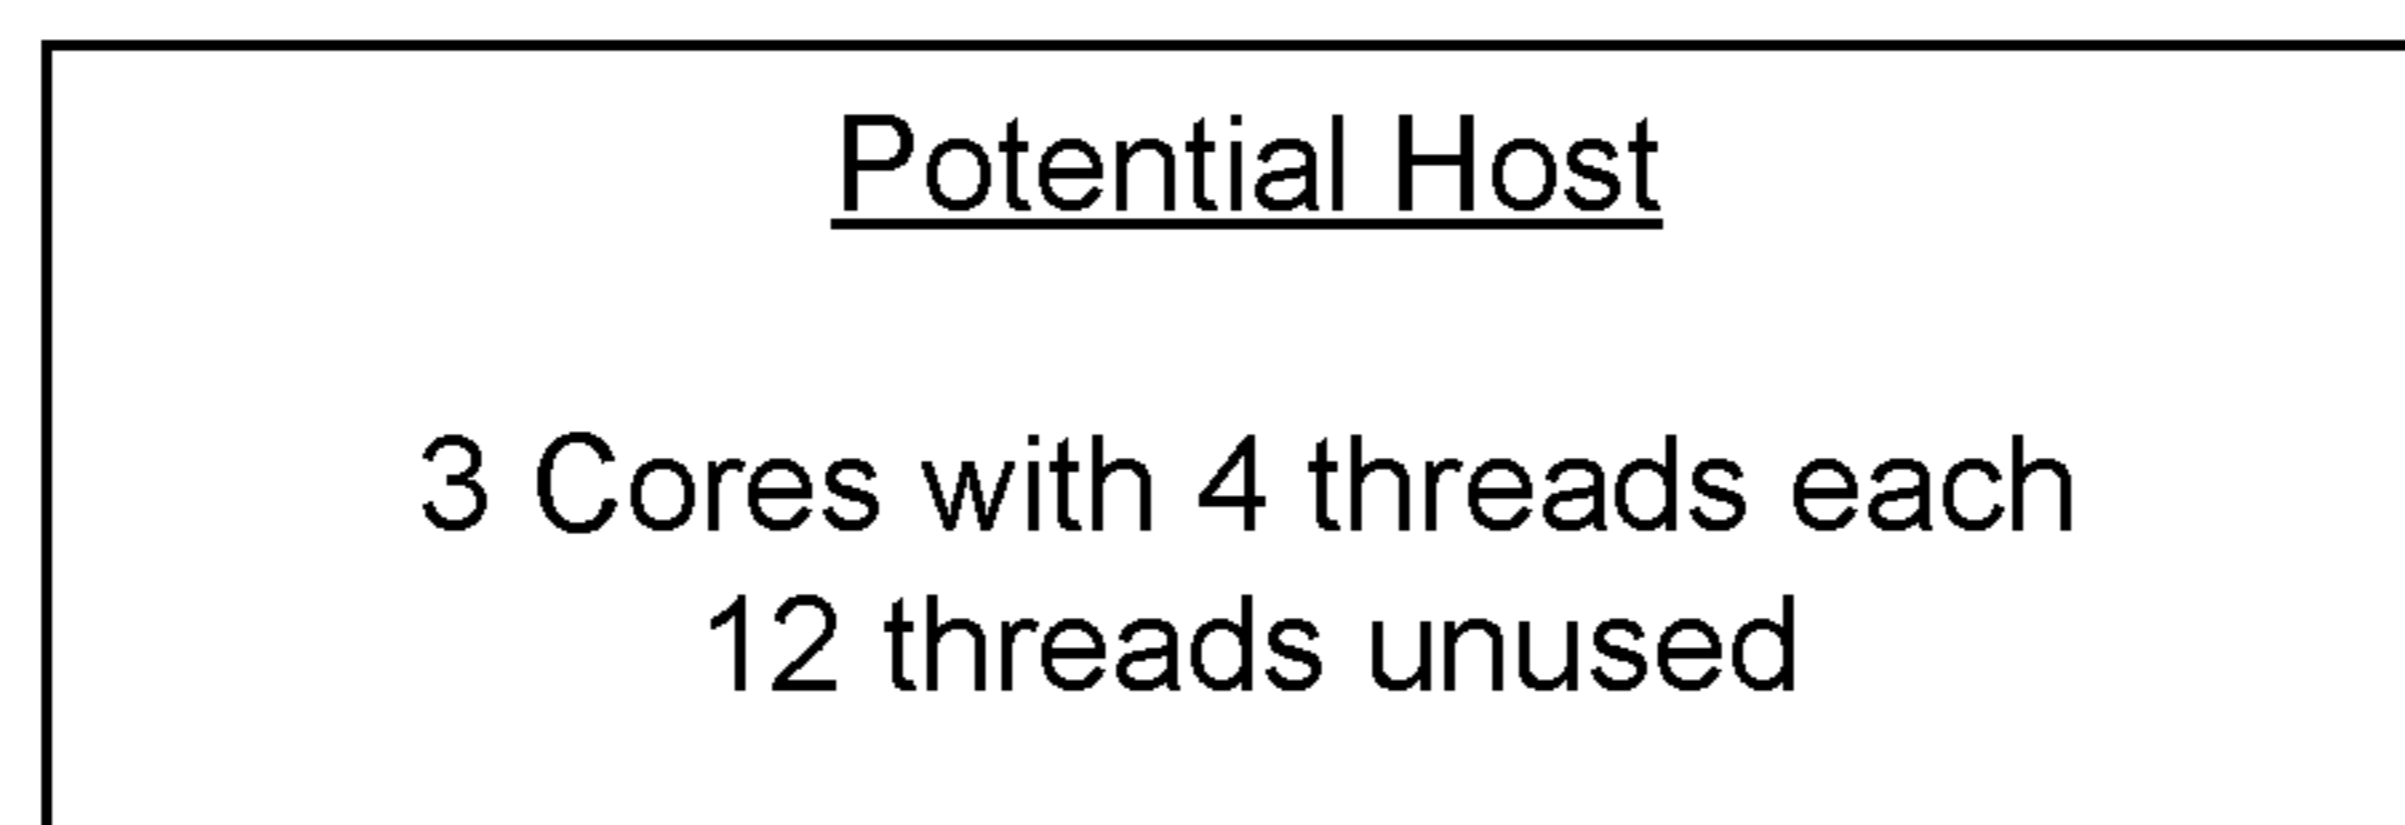 Potential Host
3 Cores with 4 threads each
12 threads unused